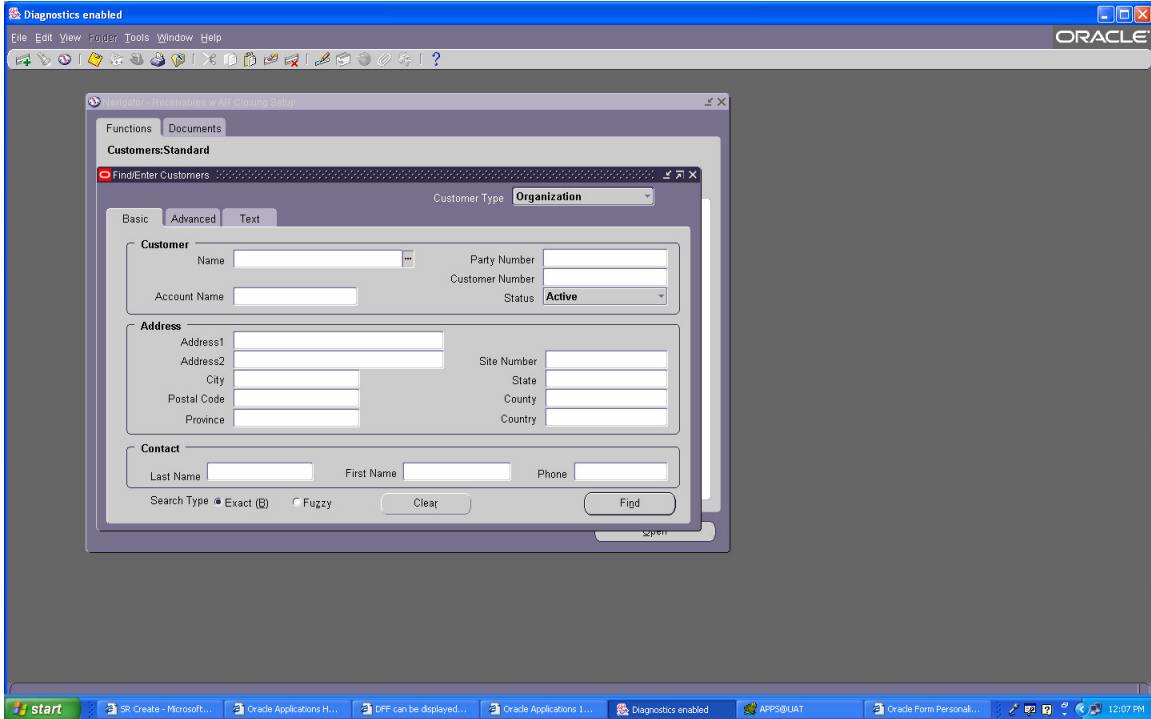 Diagnostics enabled
File Edit View Folder Tools Window Help
ORACLE
?
Navigator - Receivables w AR Closing Setup
Functions Documents
Customers:Standard
Find/Enter Customers
Customer Type Organization
Basic Advanced Text
Customer
Name ... Party Number
Customer Number
Account Name Status Active
Address
Address1
Address2 Site Number
City State
Postal Code County
Province Country
Contact
Last Name First Name Phone
Search Type Exact (B) Fuzzy Clear Find
Open
start SR Create - Microsoft... Oracle Applications H... DFF can be displayed... Oracle Applications 1... Diagnostics enabled APPS@UAT Oracle Form Personali... 12:07 PM